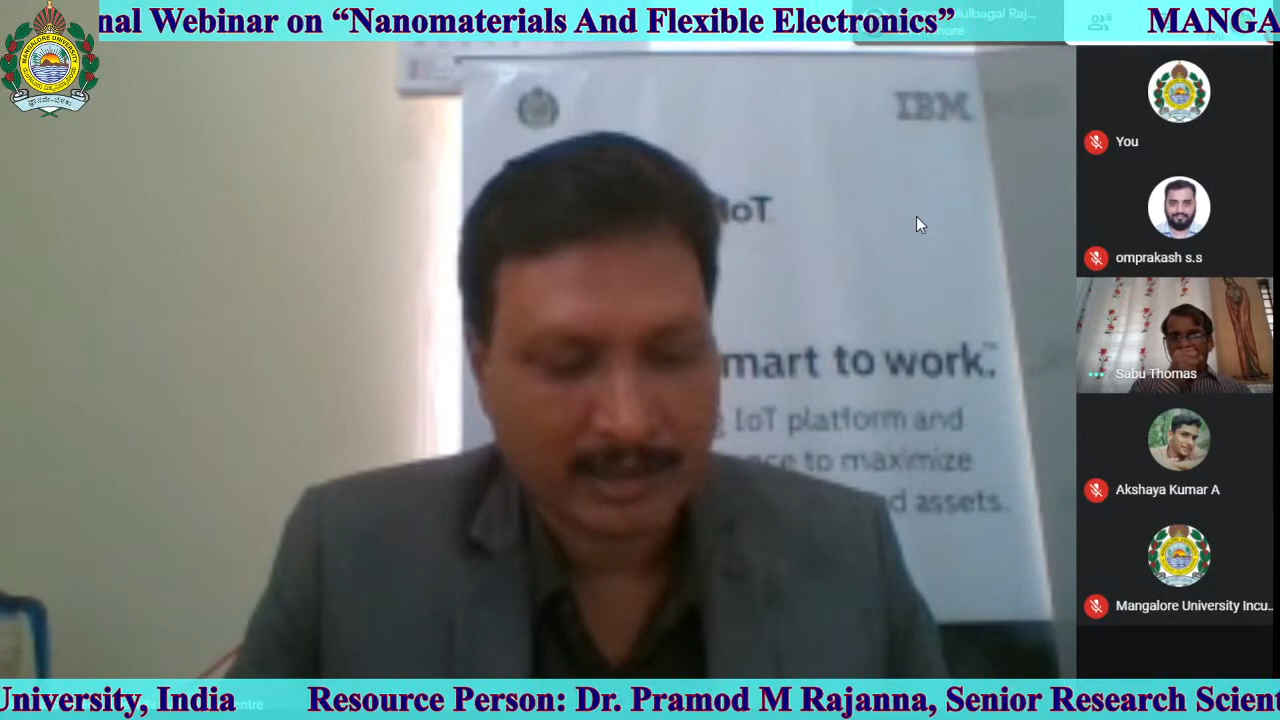 nal Webinar on “Nanomaterials And Flexible Electronics”
MANGA
IBM
IoT
mart to work.™
IoT platform and
nce to maximize
d assets.
You
omprakash s.s
Sabu Thomas
Akshaya Kumar A
Mangalore University Incu...
University, India
Resource Person: Dr. Pramod M Rajanna, Senior Research Scient